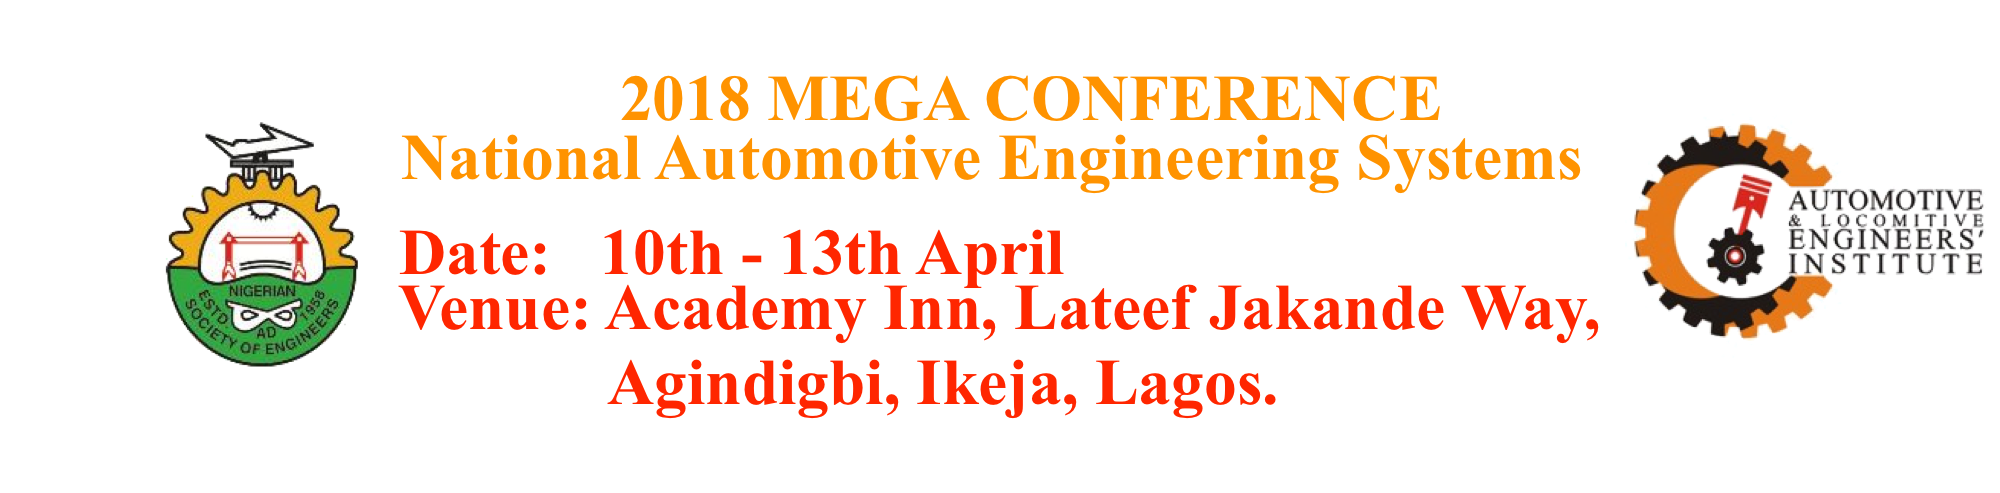 2018 MEGA CONFERENCE
National Automotive Engineering Systems
Date: 10th - 13th April
Venue: Academy Inn, Lateef Jakande Way,
Agindigbi, Ikeja, Lagos.
NIGERIAN
ESTD AD 1958
SOCIETY OF ENGINEERS
AUTOMOTIVE
& LOCOMITIVE
ENGINEERS'
INSTITUTE